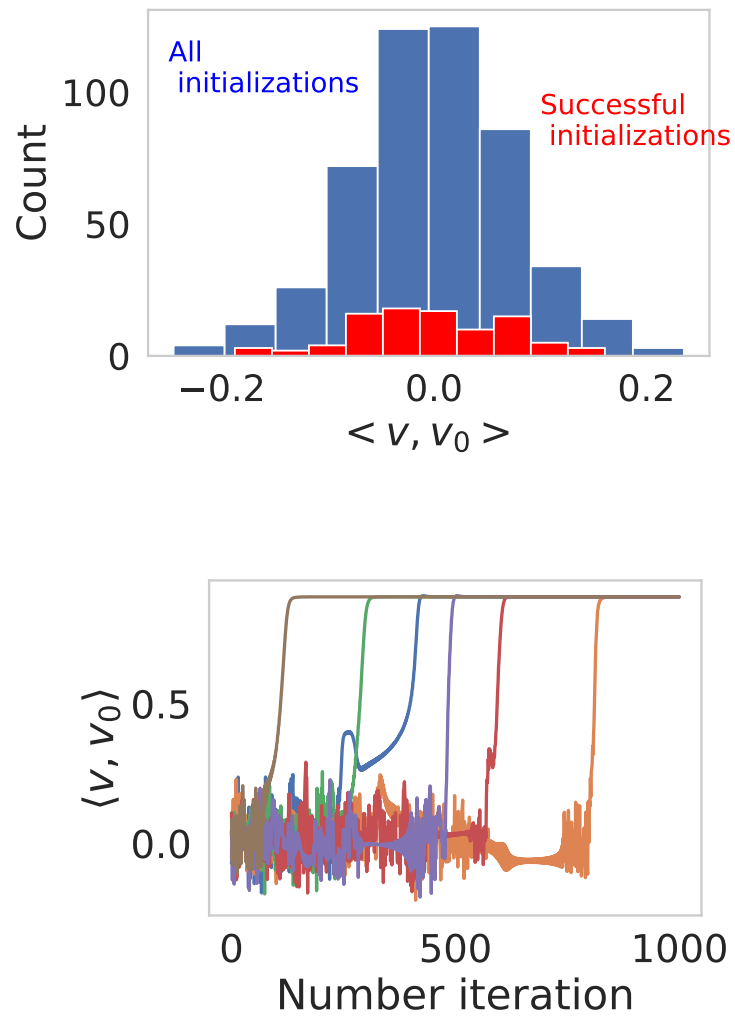 All
initializations
Successful
initializations
100
50
0
Count
−0.2 0.0 0.2
< v, v₀ >
0.5
0.0
⟨v, v₀⟩
0 500 1000
Number iteration